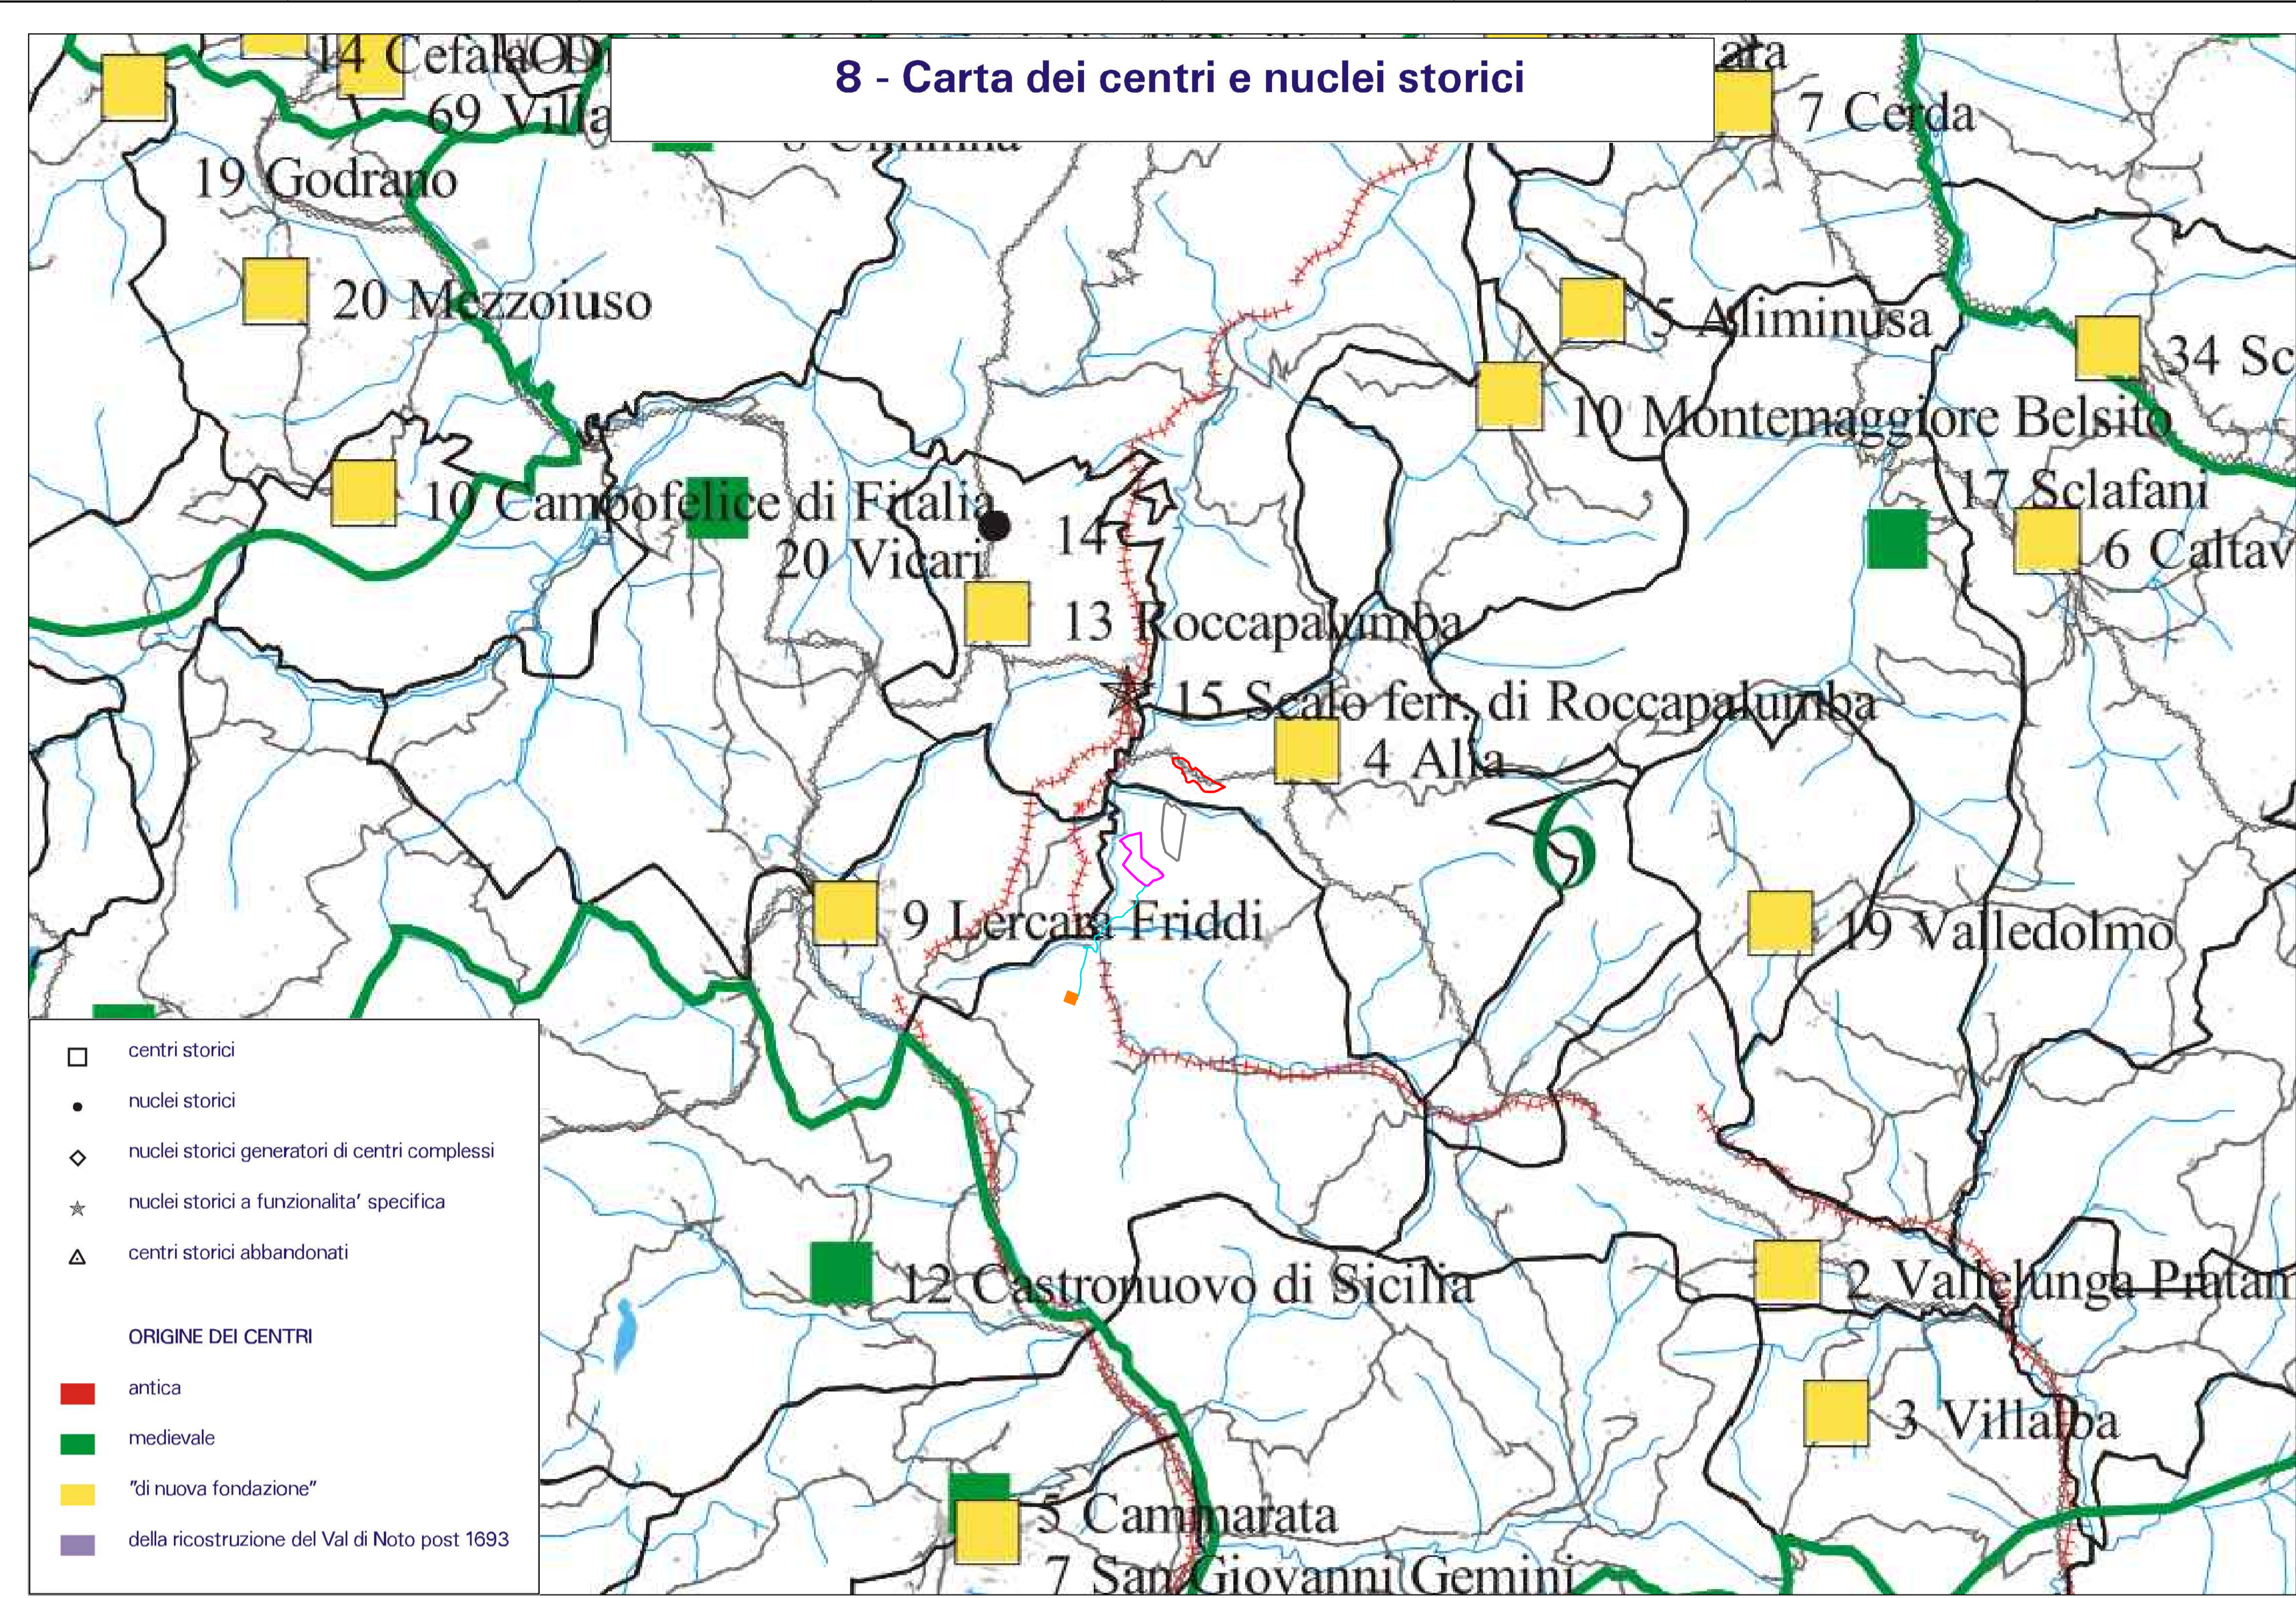 8 - Carta dei centri e nuclei storici
14 Cefala
69 Villa
7 Cerda
19 Godrano
20 Mezzoiuso
5 Aliminusa
34 Sc
10 Montemaggiore Belsito
10 Campofelice di Fitalia
17 Sclafani
14
20 Vicari
6 Caltav
13 Roccapalumba
15 Scalo ferr. di Roccapalumba
4 Alia
6
9 Lercara Friddi
19 Valledolmo
12 Castronuovo di Sicilia
2 Vallelunga Pratam
3 Villalba
5 Cammarata
7 San Giovanni Gemini
centri storici
nuclei storici
nuclei storici generatori di centri complessi
nuclei storici a funzionalita' specifica
centri storici abbandonati
ORIGINE DEI CENTRI
antica
medievale
"di nuova fondazione"
della ricostruzione del Val di Noto post 1693